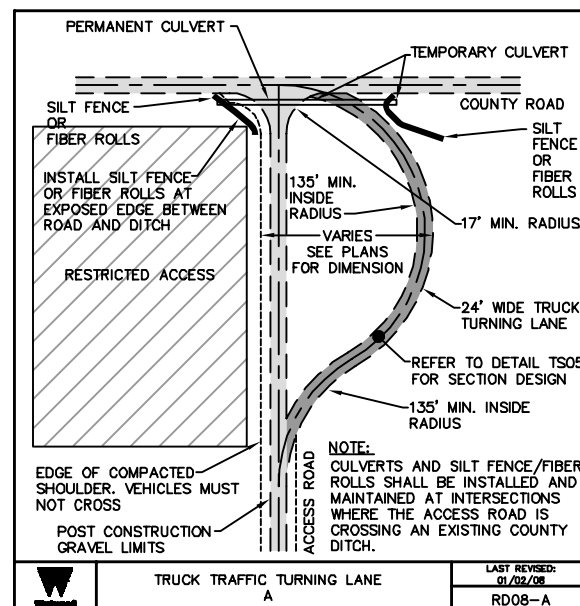 PERMANENT CULVERT
TEMPORARY CULVERT
COUNTY ROAD
SILT FENCE
OR
FIBER ROLLS
SILT
FENCE
OR
FIBER
ROLLS
INSTALL SILT FENCE
OR FIBER ROLLS AT
EXPOSED EDGE BETWEEN
ROAD AND DITCH
135' MIN.
INSIDE
RADIUS
17' MIN. RADIUS
VARIES
SEE PLANS
FOR DIMENSION
RESTRICTED ACCESS
24' WIDE TRUCK
TURNING LANE
REFER TO DETAIL TS05
FOR SECTION DESIGN
135' MIN. INSIDE
RADIUS
EDGE OF COMPACTED
SHOULDER. VEHICLES MUST
NOT CROSS
POST CONSTRUCTION
GRAVEL LIMITS
ACCESS ROAD
NOTE:
CULVERTS AND SILT FENCE/FIBER
ROLLS SHALL BE INSTALLED AND
MAINTAINED AT INTERSECTIONS
WHERE THE ACCESS ROAD IS
CROSSING AN EXISTING COUNTY
DITCH.
TRUCK TRAFFIC TURNING LANE
A
LAST REVISED:
01/02/08
RD08-A